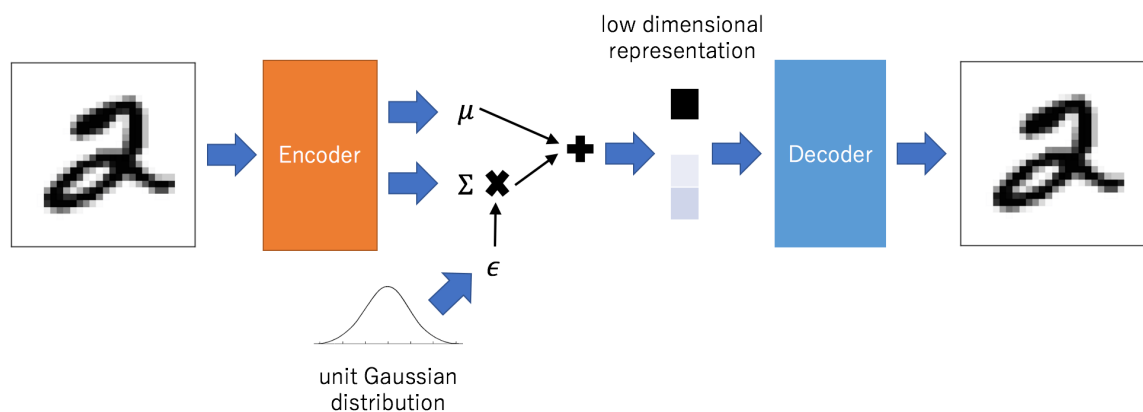 low dimensional
representation
Encoder
μ
Σ
ϵ
Decoder
unit Gaussian
distribution